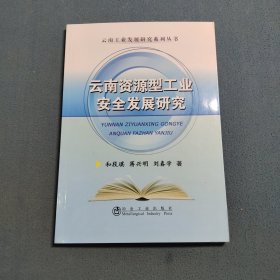 云南工业发展研究系列丛书
云南资源型工业
安全发展研究
YUNNAN ZIYUANXING GONGYE
ANQUAN FAZHAN YANJIU
和段琪 蒋兴明 刘嘉学 著
冶金工业出版社
Metallurgical Industry Press